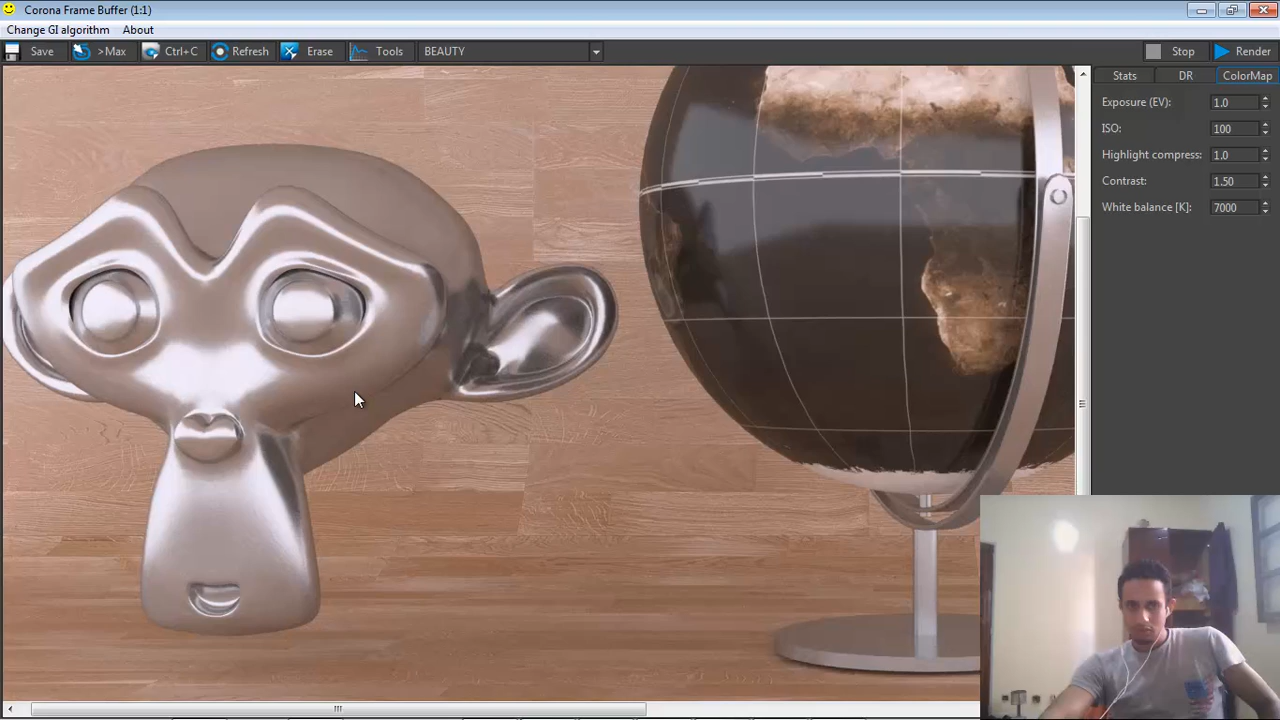 Corona Frame Buffer (1:1)
Change GI algorithm About
Save >Max Ctrl+C Refresh Erase Tools BEAUTY Stop Render
Stats DR ColorMap
Exposure (EV): 1.0
ISO: 100
Highlight compress: 1.0
Contrast: 1.50
White balance [K]: 7000